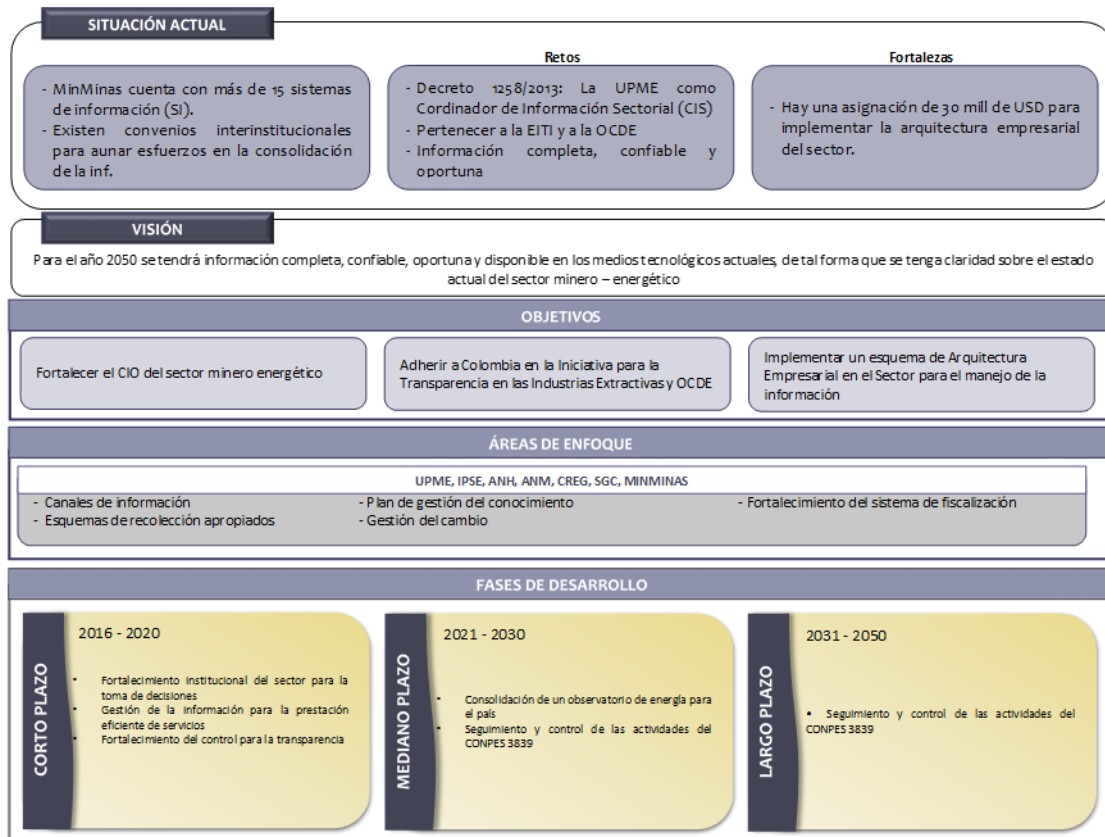 SITUACIÓN ACTUAL
- MinMinas cuenta con más de 15 sistemas
de información (SI).
- Existen convenios interinstitucionales
para aunar esfuerzos en la consolidación
de la inf.
Retos
- Decreto 1258/2013: La UPME como
Cordinador de Información Sectorial (CIS)
- Pertenecer a la EITI y a la OCDE
- Información completa, confiable y
oportuna
Fortalezas
- Hay una asignación de 30 mill de USD para
implementar la arquitectura empresarial
del sector.
VISIÓN
Para el año 2050 se tendrá información completa, confiable, oportuna y disponible en los medios tecnológicos actuales, de tal forma que se tenga claridad sobre el estado
actual del sector minero – energético
OBJETIVOS
Fortalecer el CIO del sector minero energético
Adherir a Colombia en la Iniciativa para la
Transparencia en las Industrias Extractivas y OCDE
Implementar un esquema de Arquitectura
Empresarial en el Sector para el manejo de la
información
ÁREAS DE ENFOQUE
UPME, IPSE, ANH, ANM, CREG, SGC, MINMINAS
- Canales de información
- Esquemas de recolección apropiados
- Plan de gestión del conocimiento
- Gestión del cambio
- Fortalecimiento del sistema de fiscalización
FASES DE DESARROLLO
CORTO PLAZO
2016 - 2020
• Fortalecimiento Institucional del sector para la
toma de decisiones
• Gestión de la Información para la prestación
eficiente de servicios
• Fortalecimiento del control para la transparencia
MEDIANO PLAZO
2021 - 2030
• Consolidación de un observatorio de energía para
el país
• Seguimiento y control de las actividades del
CONPES 3839
LARGO PLAZO
2031 - 2050
• Seguimiento y control de las actividades del
CONPES 3839